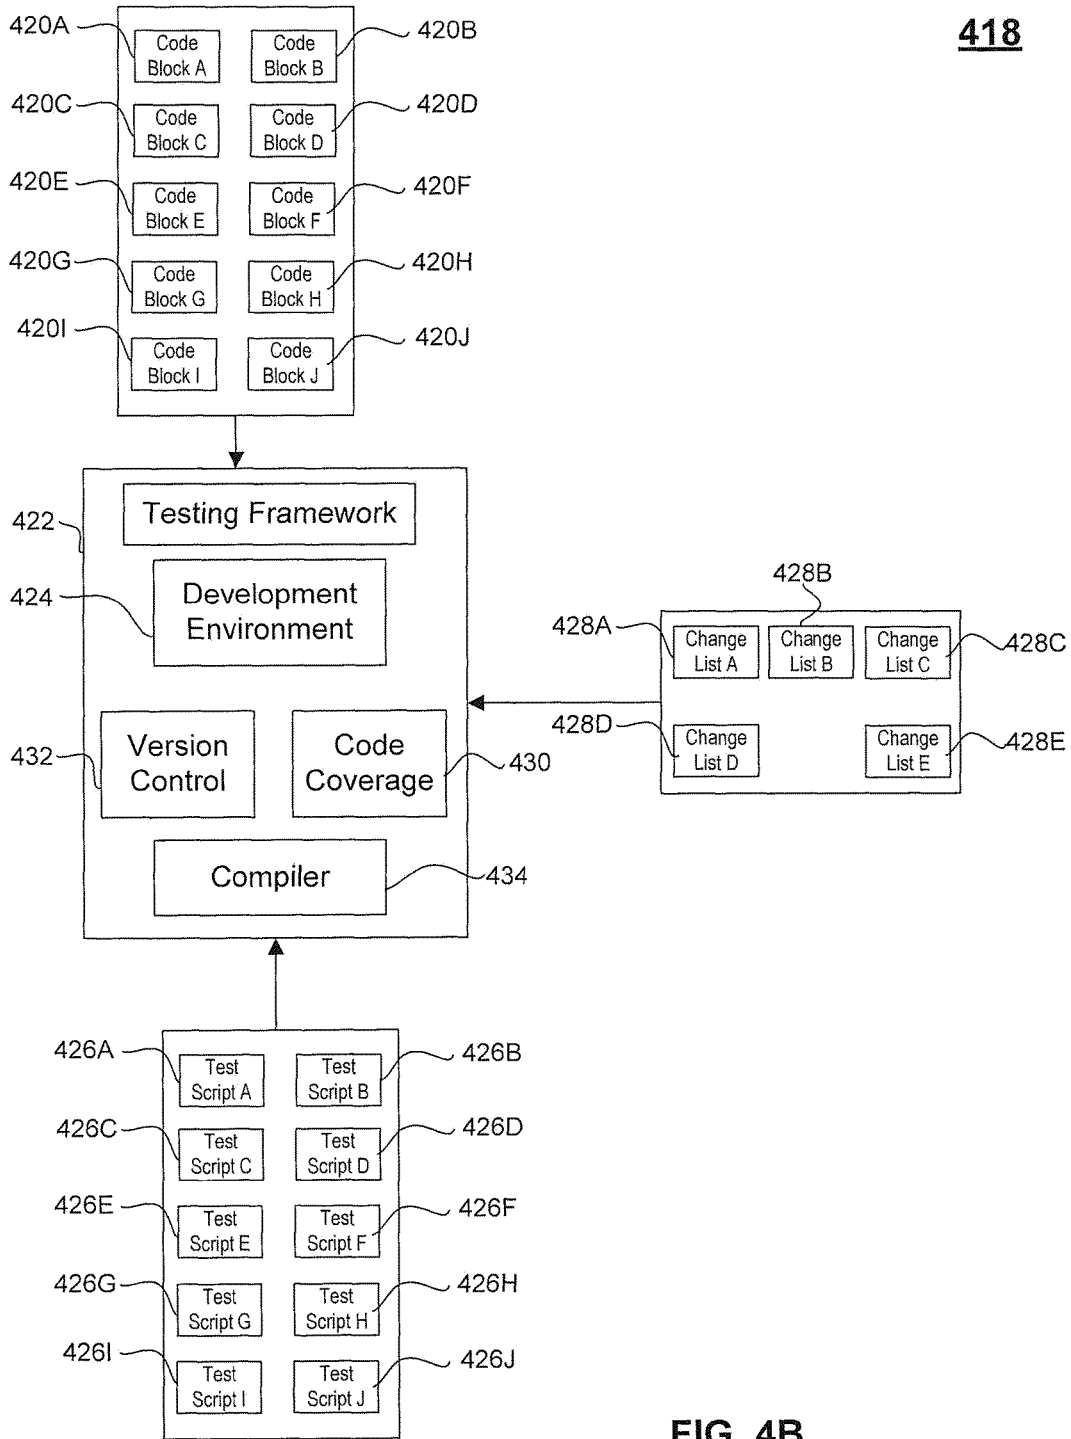 418
420A
Code
Block A
Code
Block B
420B
420C
Code
Block C
Code
Block D
420D
420E
Code
Block E
Code
Block F
420F
420G
Code
Block G
Code
Block H
420H
420I
Code
Block I
Code
Block J
420J
422
Testing Framework
424
Development
Environment
432
Version
Control
Code
Coverage
430
Compiler
434
428A
428B
428C
Change
List A
Change
List B
Change
List C
428D
Change
List D
Change
List E
428E
426A
Test
Script A
Test
Script B
426B
426C
Test
Script C
Test
Script D
426D
426E
Test
Script E
Test
Script F
426F
426G
Test
Script G
Test
Script H
426H
426I
Test
Script I
Test
Script J
426J
FIG. 4B